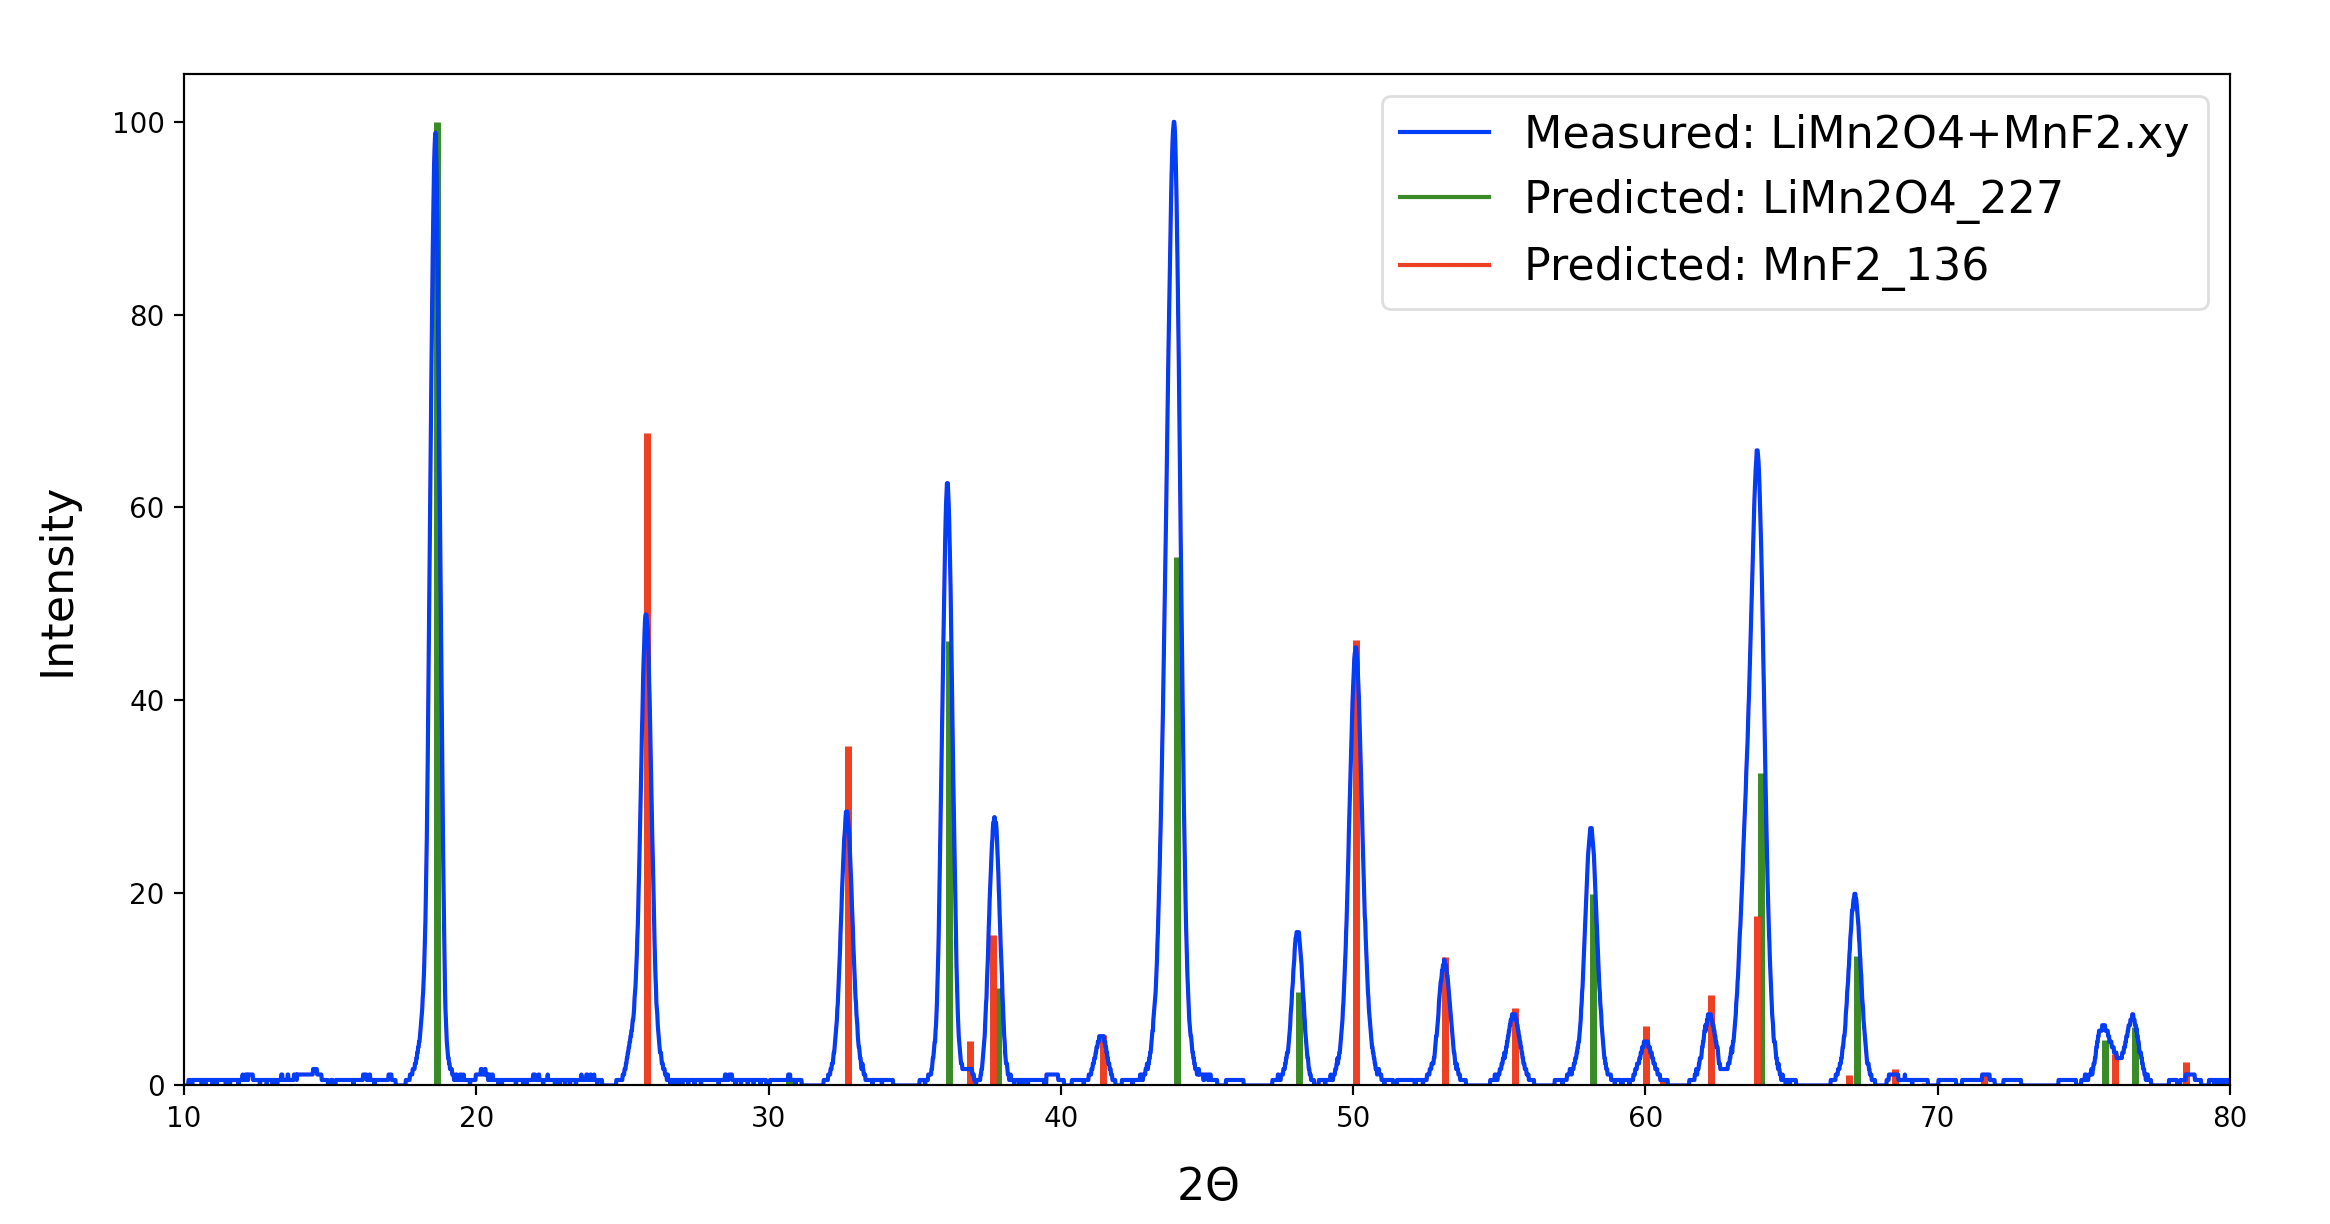 Measured: LiMn2O4+MnF2.xy
Predicted: LiMn2O4_227
Predicted: MnF2_136
Intensity
100
80
60
40
20
0
10 20 30 40 50 60 70 80
2Θ